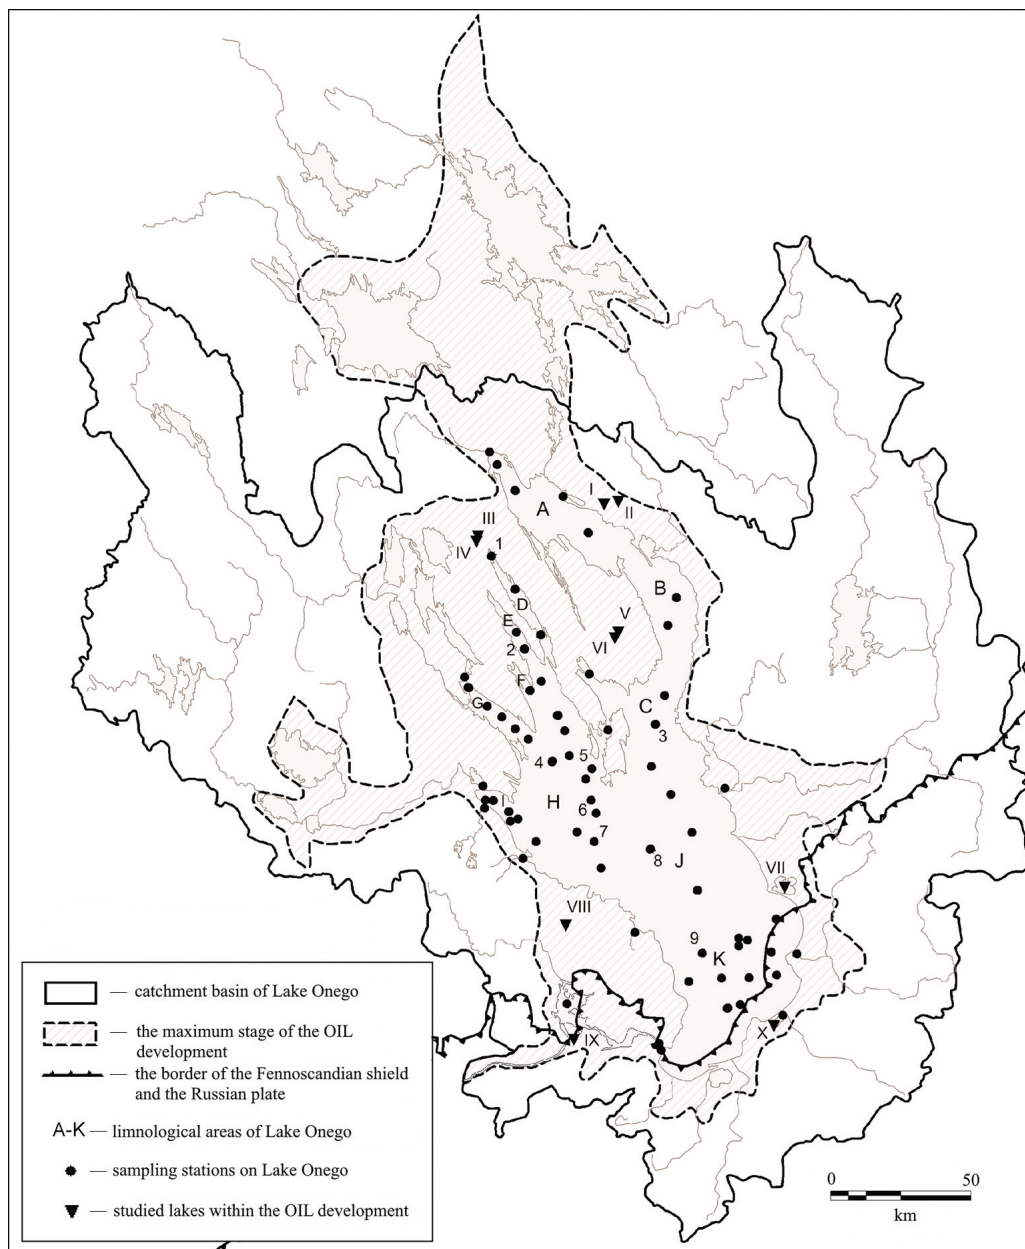 I
A
II
III
IV
1
B
D
V
E
VI
2
F
C
G
3
5
4
I
H
6
7
8
J
VII
VIII
9
K
X
IX
— catchment basin of Lake Onego
— the maximum stage of the OIL
development
— the border of the Fennoscandian shield
and the Russian plate
A-K — limnological areas of Lake Onego
— sampling stations on Lake Onego
— studied lakes within the OIL development
0 50
km